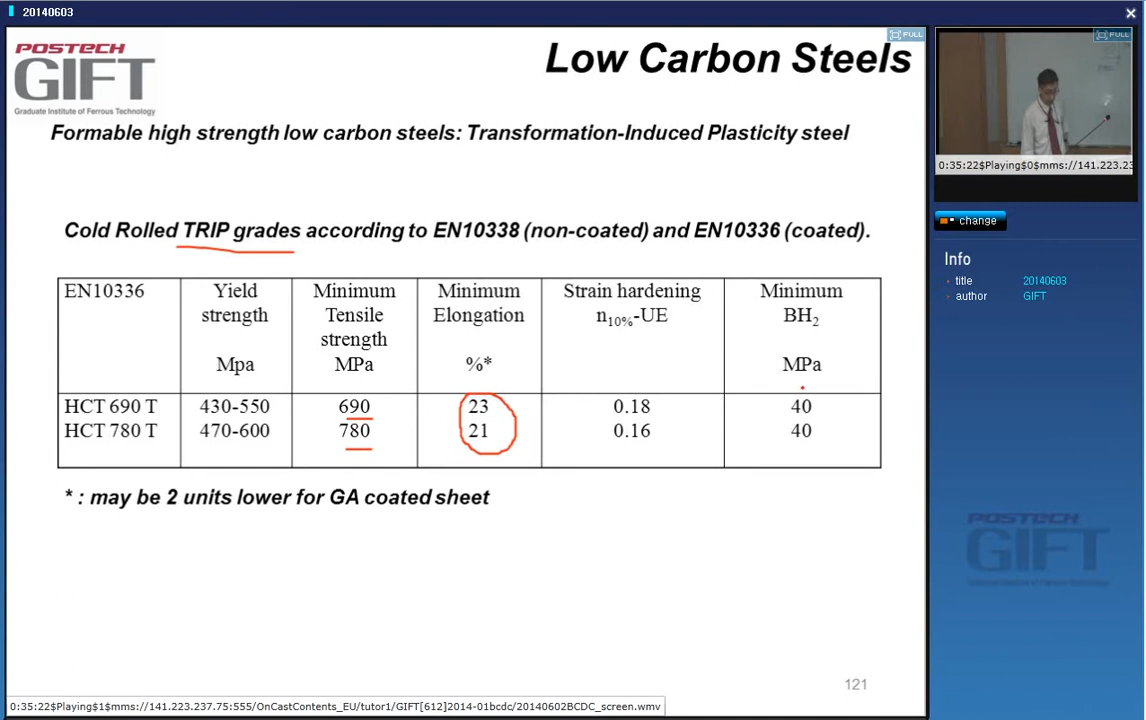 20140603
POSTECH
GIFT
Graduate Institute of Ferrous Technology
Low Carbon Steels
FULL
FULL
Formable high strength low carbon steels: Transformation-Induced Plasticity steel
0:35:22$Playing$0$mms://141.223.23
change
Cold Rolled TRIP grades according to EN10338 (non-coated) and EN10336 (coated).
Info
title 20140603
author GIFT
EN10336 Yield strength Mpa Minimum Tensile strength MPa Minimum Elongation %* Strain hardening n10%-UE Minimum BH2 MPa
HCT 690 T 430-550 690 23 0.18 40
HCT 780 T 470-600 780 21 0.16 40
* : may be 2 units lower for GA coated sheet
POSTECH
GIFT
121
0:35:22$Playing$1$mms://141.223.237.75:555/OnCastContents_EU/tutor1/GIFT[612]2014-01bcdc/20140602BCDC_screen.wmv